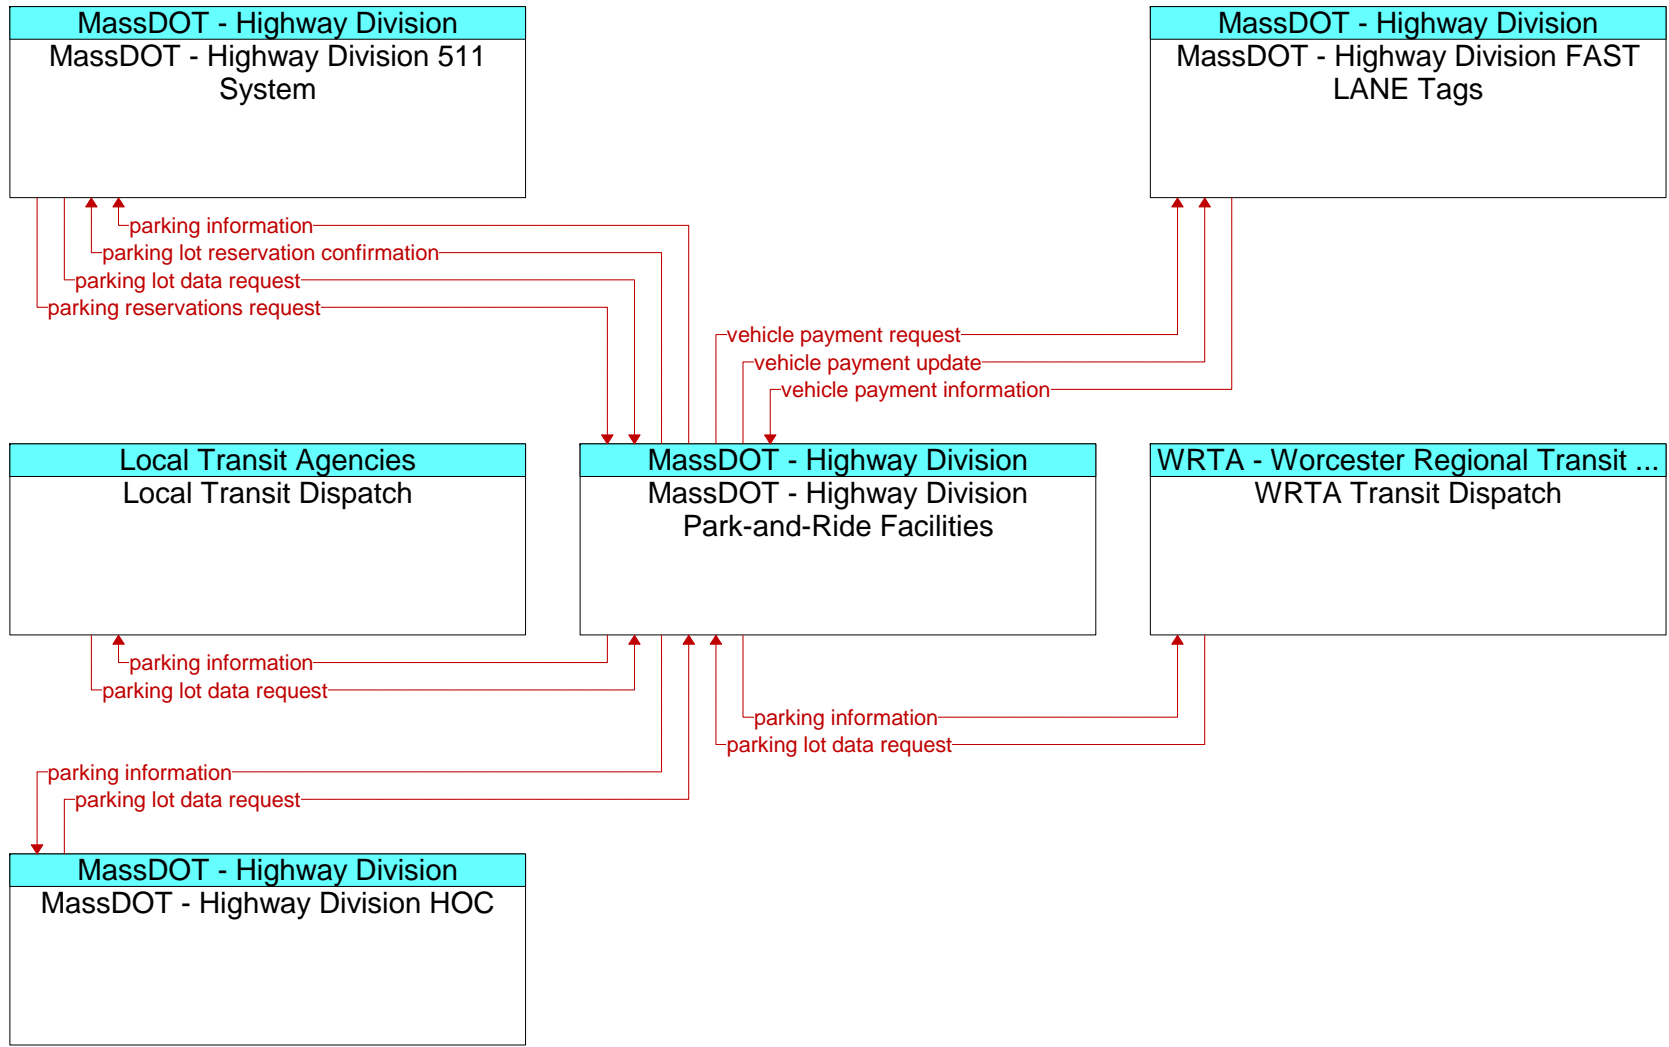 MassDOT - Highway Division
MassDOT - Highway Division 511
System
MassDOT - Highway Division
MassDOT - Highway Division FAST
LANE Tags
parking information
parking lot reservation confirmation
parking lot data request
parking reservations request
vehicle payment request
vehicle payment update
vehicle payment information
Local Transit Agencies
Local Transit Dispatch
MassDOT - Highway Division
MassDOT - Highway Division
Park-and-Ride Facilities
WRTA - Worcester Regional Transit ...
WRTA Transit Dispatch
parking information
parking lot data request
parking information
parking lot data request
parking information
parking lot data request
MassDOT - Highway Division
MassDOT - Highway Division HOC